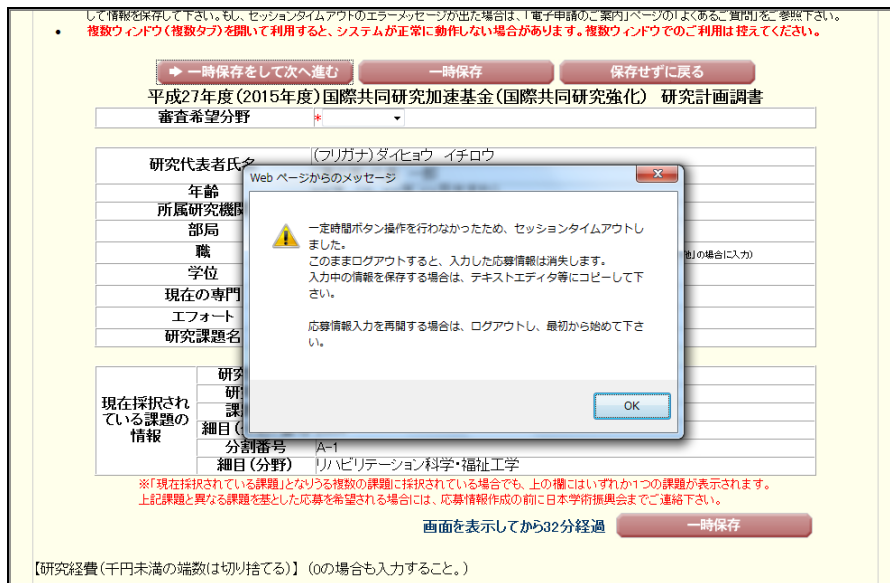 して情報を保存して下さい。もし、セッションタイムアウトのエラーメッセージが出た場合は、「電子申請のご案内」ページの「よくあるご質問」をご参照下さい。
• 複数ウィンドウ(複数タブ)を開いて利用すると、システムが正常に動作しない場合があります。複数ウィンドウでのご利用は控えてください。
➡ 一時保存をして次へ進む 一時保存 保存せずに戻る
平成27年度(2015年度)国際共同研究加速基金(国際共同研究強化) 研究計画調書
審査希望分野 *
研究代表者氏名 (フリガナ)ダイヒョウ イチロウ
年齢
所属研究機関
部局
職 の場合に入力)
学位
現在の専門
エフォート
研究課題名
Web ページからのメッセージ
一定時間ボタン操作を行わなかったため、セッションタイムアウトし
ました。
このままログアウトすると、入力した応募情報は消失します。
入力中の情報を保存する場合は、テキストエディタ等にコピーして下
さい。
応募情報入力を再開する場合は、ログアウトし、最初から始めて下さ
い。
OK
現在採択され
ている課題の
情報
研究
研究
課
細目(
分割番号 A-1
細目(分野) リハビリテーション科学・福祉工学
※「現在採択されている課題」となりうる複数の課題に採択されている場合でも、上の欄にはいずれか1つの課題が表示されます。
上記課題と異なる課題を基とした応募を希望される場合には、応募情報作成の前に日本学術振興会までご連絡下さい。
画面を表示してから32分経過 一時保存
【研究経費(千円未満の端数は切り捨てる)】(0の場合も入力すること。)